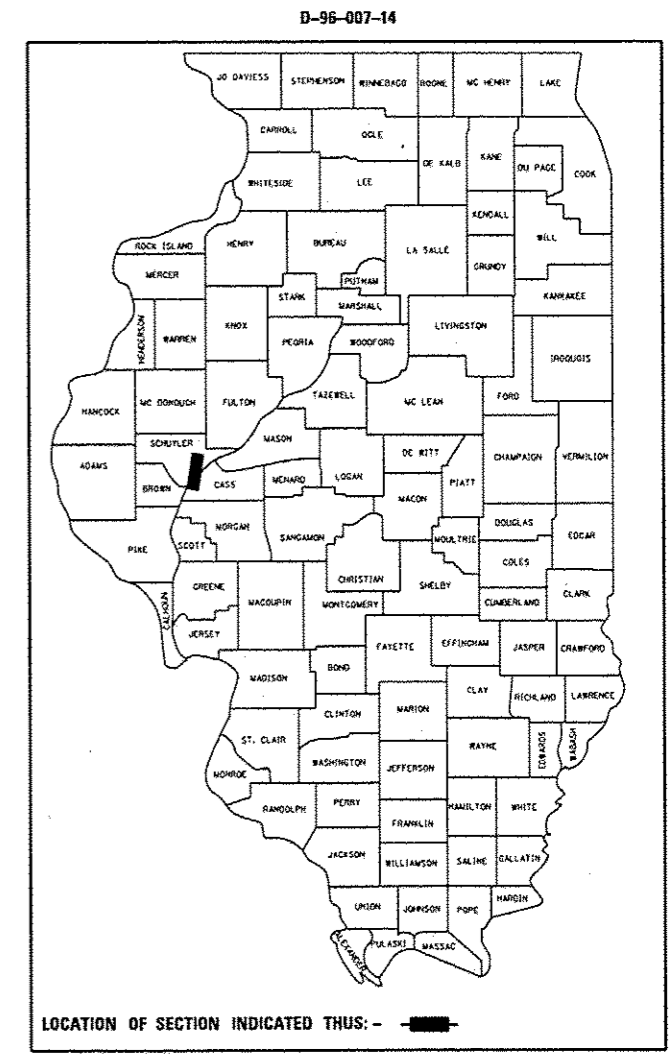 D-96-007-14
JO DAVIESS STEPHENSON WINNEBAGO BOONE MC HENRY LAKE
CARROLL OGLE DE KALB KANE DU PAGE COOK
WHITESIDE LEE
KENDALL WILL
ROCK ISLAND HENRY BUREAU LA SALLE GRUNDY
MERCER PUTNAM
STARK MARSHALL KANKAKEE
HENDERSON WARREN KNOX PEORIA WOODFORD LIVINGSTON IROQUOIS
HANCOCK MC DONOUGH FULTON TAZEWELL MC LEAN FORD
SCHUYLER MASON
ADAMS BROWN CASS MENARD LOGAN DE WITT PIATT CHAMPAIGN VERMILION
MACON
PIKE SCOTT MORGAN SANGAMON MOULTRIE DOUGLAS EDGAR
CHRISTIAN SHELBY COLES
CALHOUN GREENE MACOUPIN MONTGOMERY CUMBERLAND CLARK
JERSEY FAYETTE EFFINGHAM JASPER CRAWFORD
MADISON BOND
CLAY RICHLAND LAWRENCE
CLINTON MARION
ST. CLAIR WAYNE EDWARDS WABASH
MONROE WASHINGTON JEFFERSON
RANDOLPH PERRY HAMILTON WHITE
FRANKLIN
JACKSON WILLIAMSON SALINE GALLATIN
UNION JOHNSON POPE HARDIN
ALEXANDER PULASKI MASSAC
LOCATION OF SECTION INDICATED THUS: -